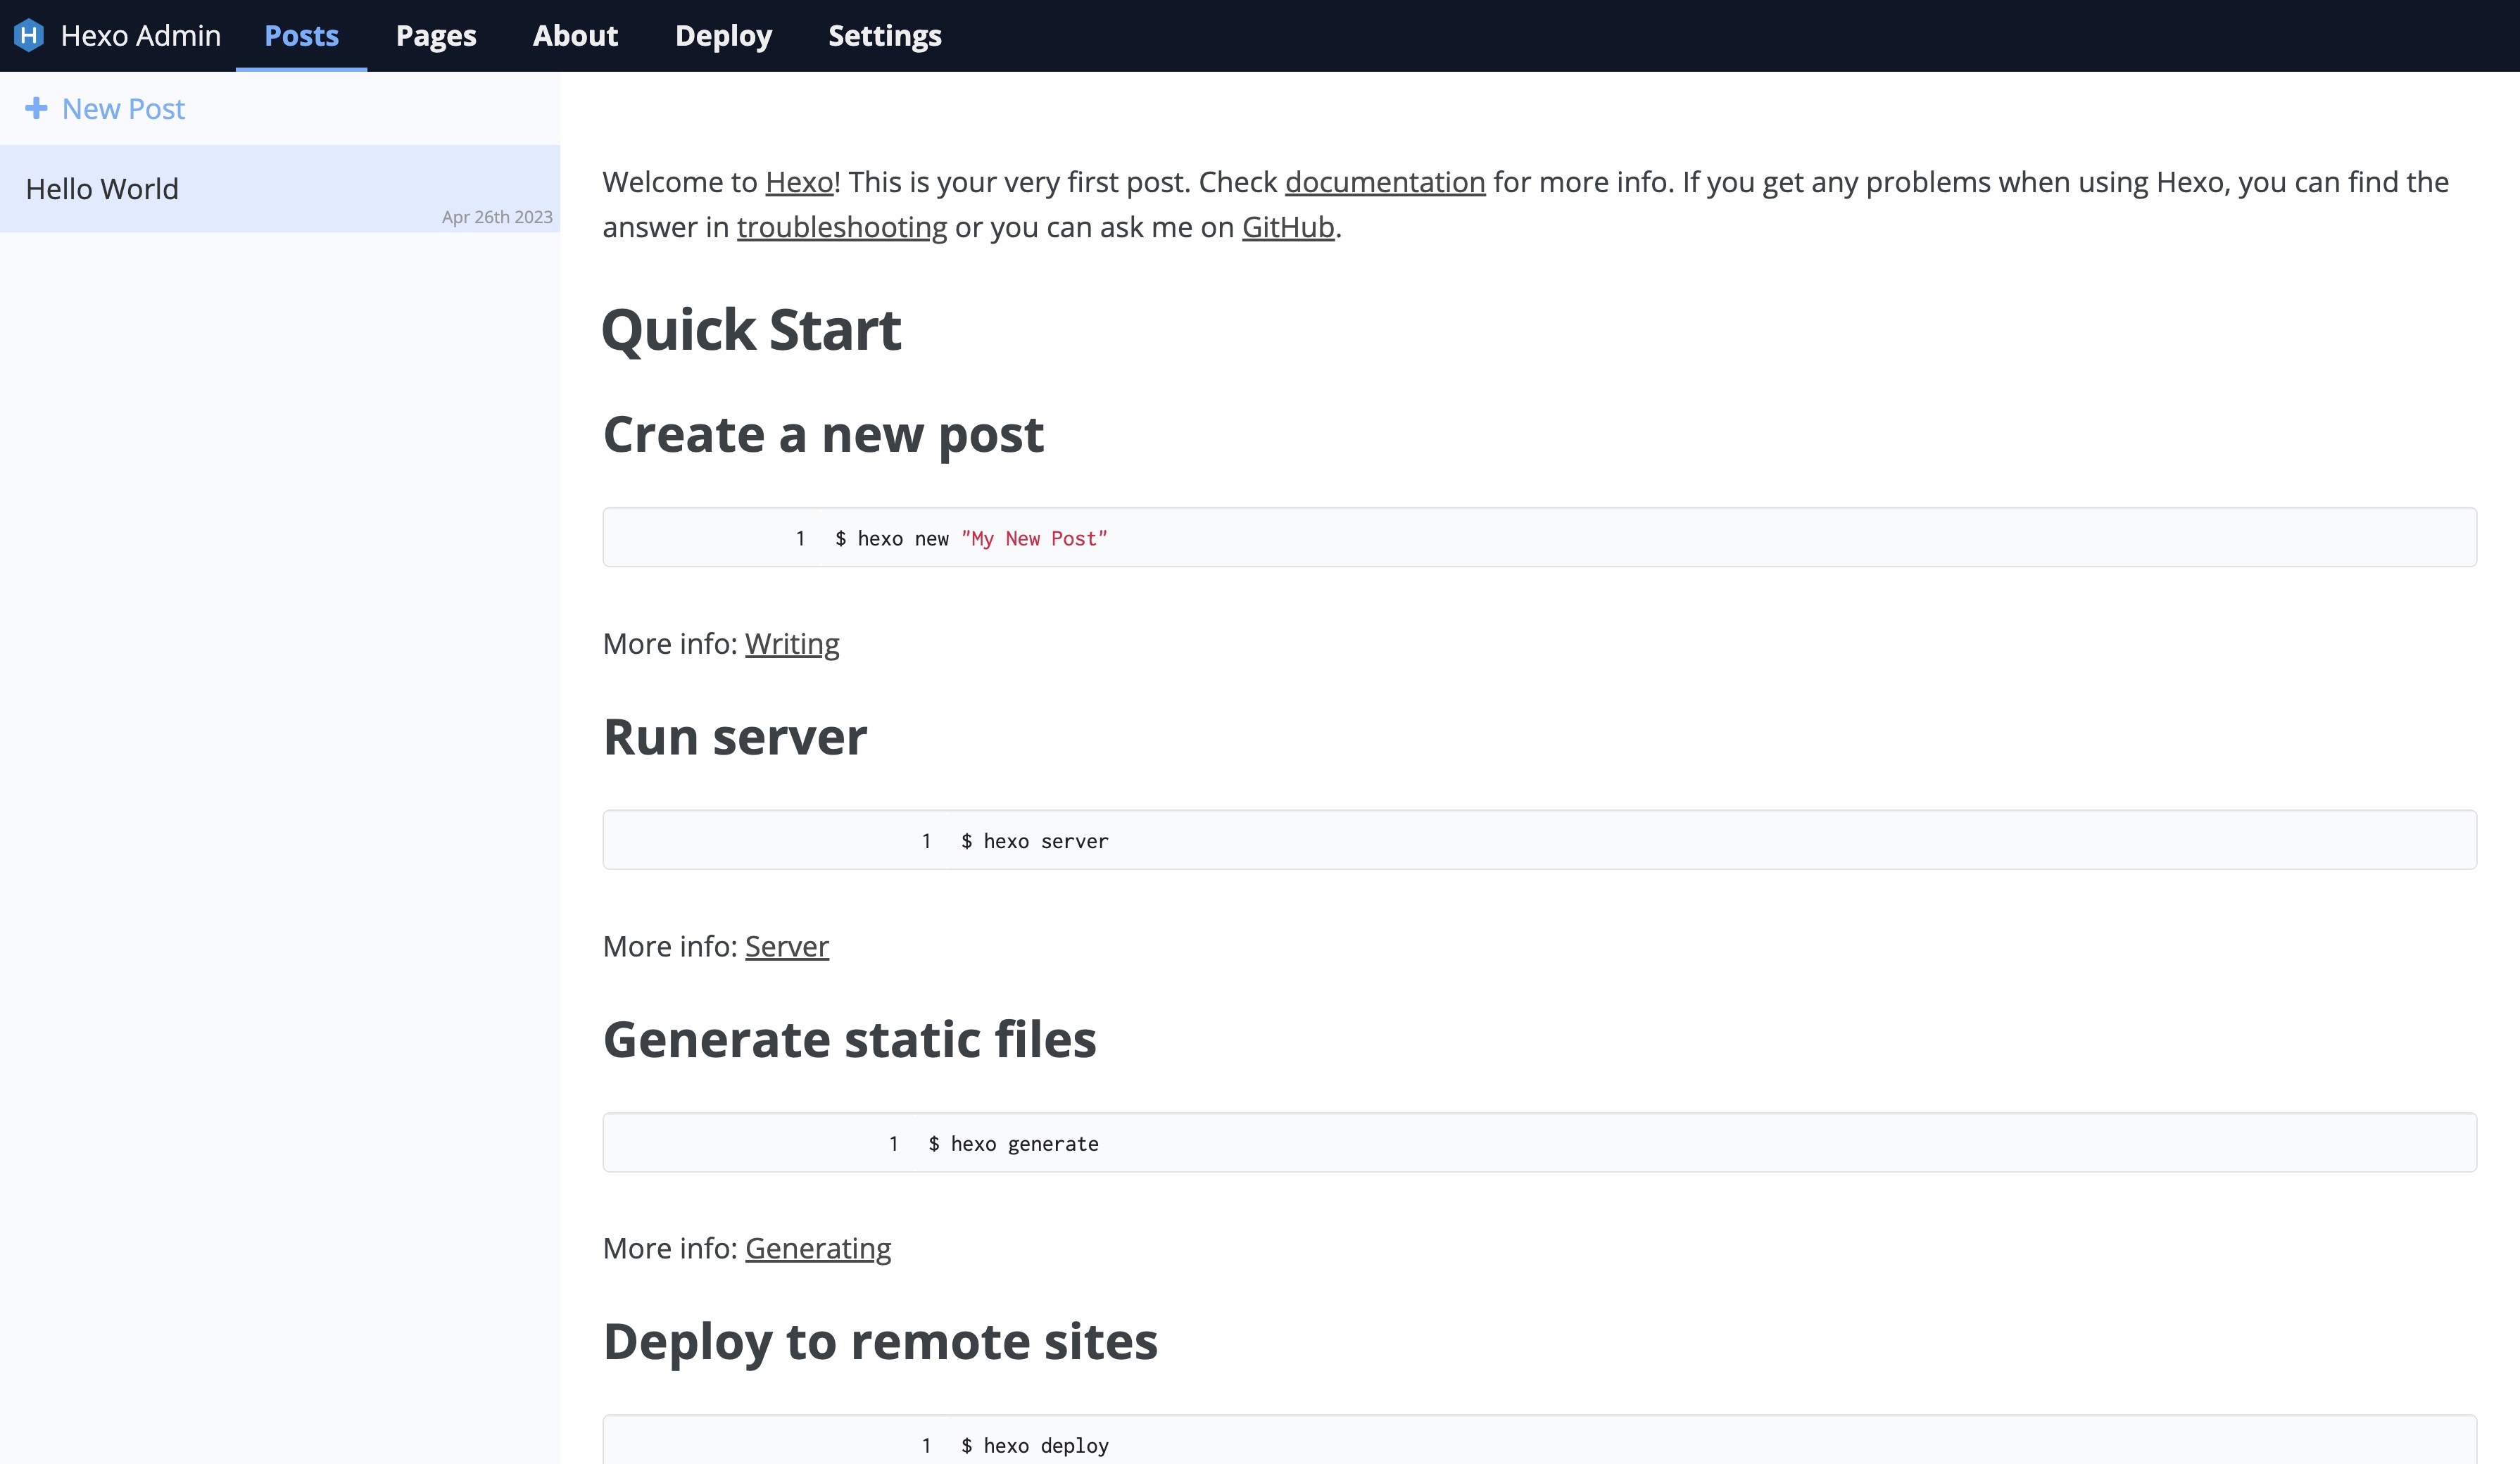 H Hexo Admin Posts Pages About Deploy Settings
New Post
Hello World
Apr 26th 2023
Welcome to Hexo! This is your very first post. Check documentation for more info. If you get any problems when using Hexo, you can find the
answer in troubleshooting or you can ask me on GitHub.
Quick Start
Create a new post
1 $ hexo new "My New Post"
More info: Writing
Run server
1 $ hexo server
More info: Server
Generate static files
1 $ hexo generate
More info: Generating
Deploy to remote sites
1 $ hexo deploy